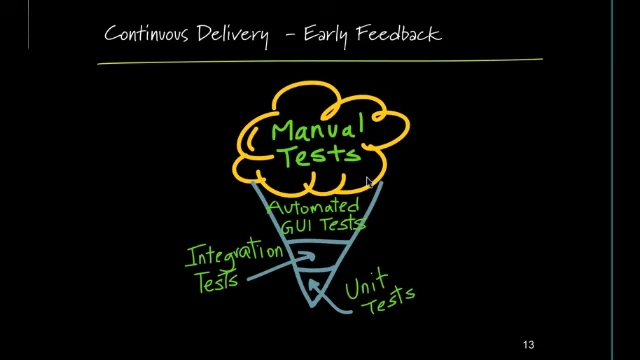 Continuous Delivery – Early Feedback
Manual
Tests
Automated
GUI Tests
Integration
Tests
Unit
Tests
13